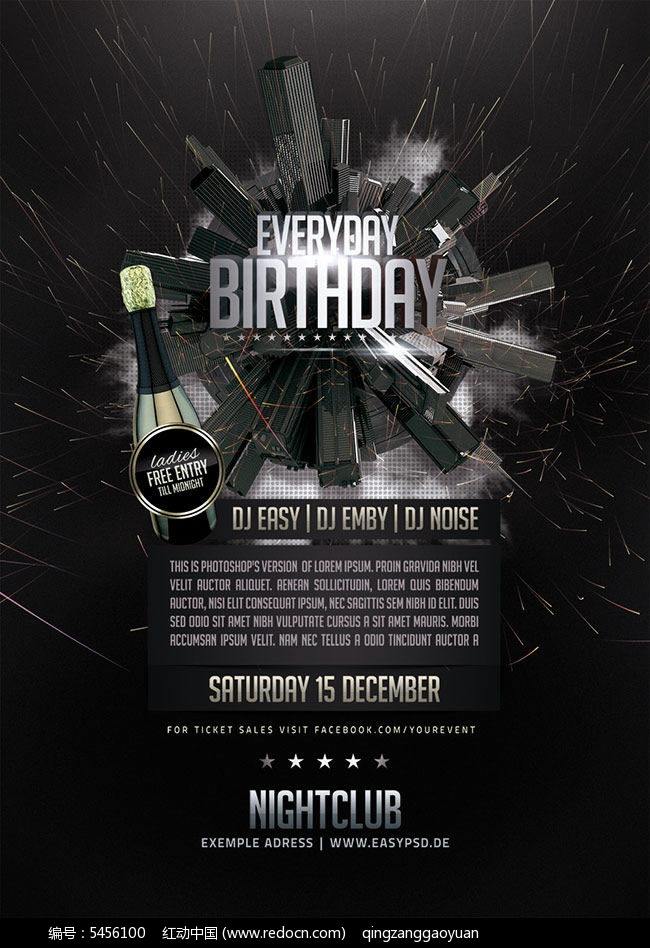 EVERYDAY
BIRTHDAY
ladies
FREE ENTRY
TILL MIDNIGHT
DJ EASY | DJ EMBY | DJ NOISE
THIS IS PHOTOSHOP'S VERSION OF LOREM IPSUM. PROIN GRAVIDA NIBH VEL
VELIT AUCTOR ALIQUET. AENEAN SOLLICITUDIN, LOREM QUIS BIBENDUM
AUCTOR, NISI ELIT CONSEQUAT IPSUM, NEC SAGITTIS SEM NIBH ID ELIT. DUIS
SED ODIO SIT AMET NIBH VULPUTATE CURSUS A SIT AMET MAURIS. MORBI
ACCUMSAN IPSUM VELIT. NAM NEC TELLUS A ODIO TINCIDUNT AUCTOR A
SATURDAY 15 DECEMBER
FOR TICKET SALES VISIT FACEBOOK.COM/YOUREVENT
NIGHTCLUB
EXEMPLE ADRESS | WWW.EASYPSD.DE
编号：5456100 红动中国 (www.redocn.com) qingzanggaoyuan